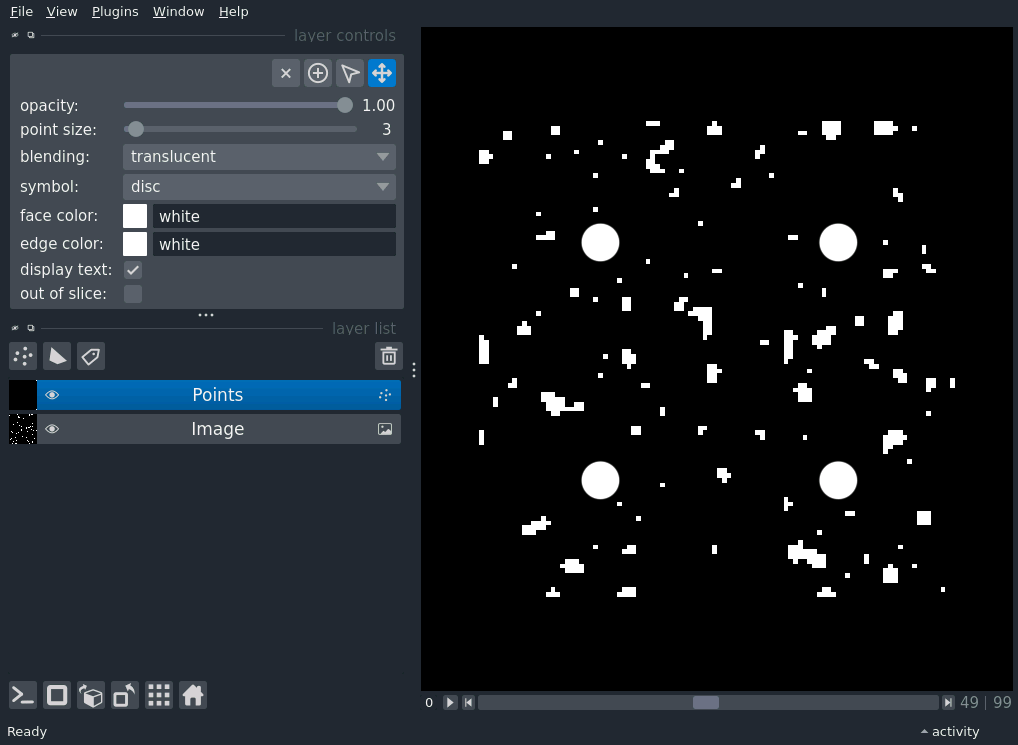 File View Plugins Window Help
layer controls
opacity: 1.00
point size: 3
blending: translucent
symbol: disc
face color: white
edge color: white
display text:
out of slice:
layer list
Points
Image
0 49 | 99
Ready activity